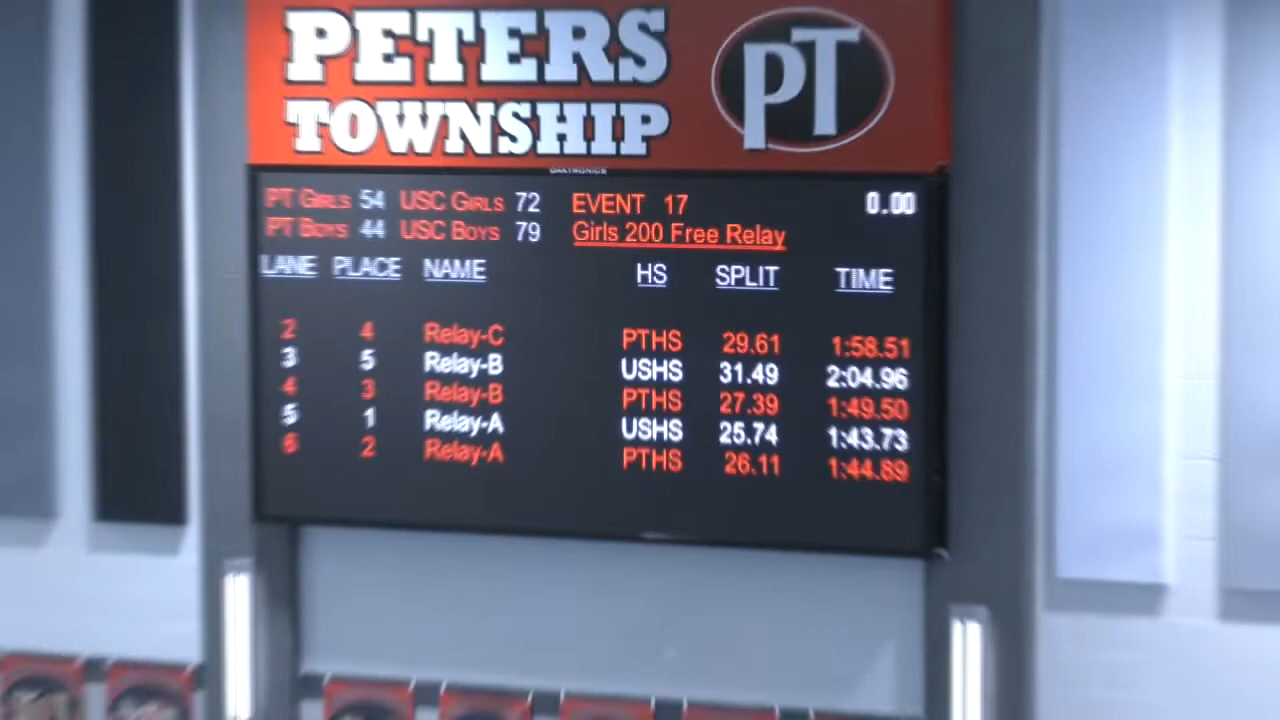 PETERS
TOWNSHIP
PT
DAKTRONICS
PT GIRLS 54 USC GIRLS 72 EVENT 17 0.00
PT BOYS 44 USC BOYS 79 Girls 200 Free Relay
LANE PLACE NAME HS SPLIT TIME
2 4 Relay-C PTHS 29.61 1:58.51
3 5 Relay-B USHS 31.49 2:04.96
4 3 Relay-B PTHS 27.39 1:49.50
5 1 Relay-A USHS 25.74 1:43.73
6 2 Relay-A PTHS 26.11 1:44.89